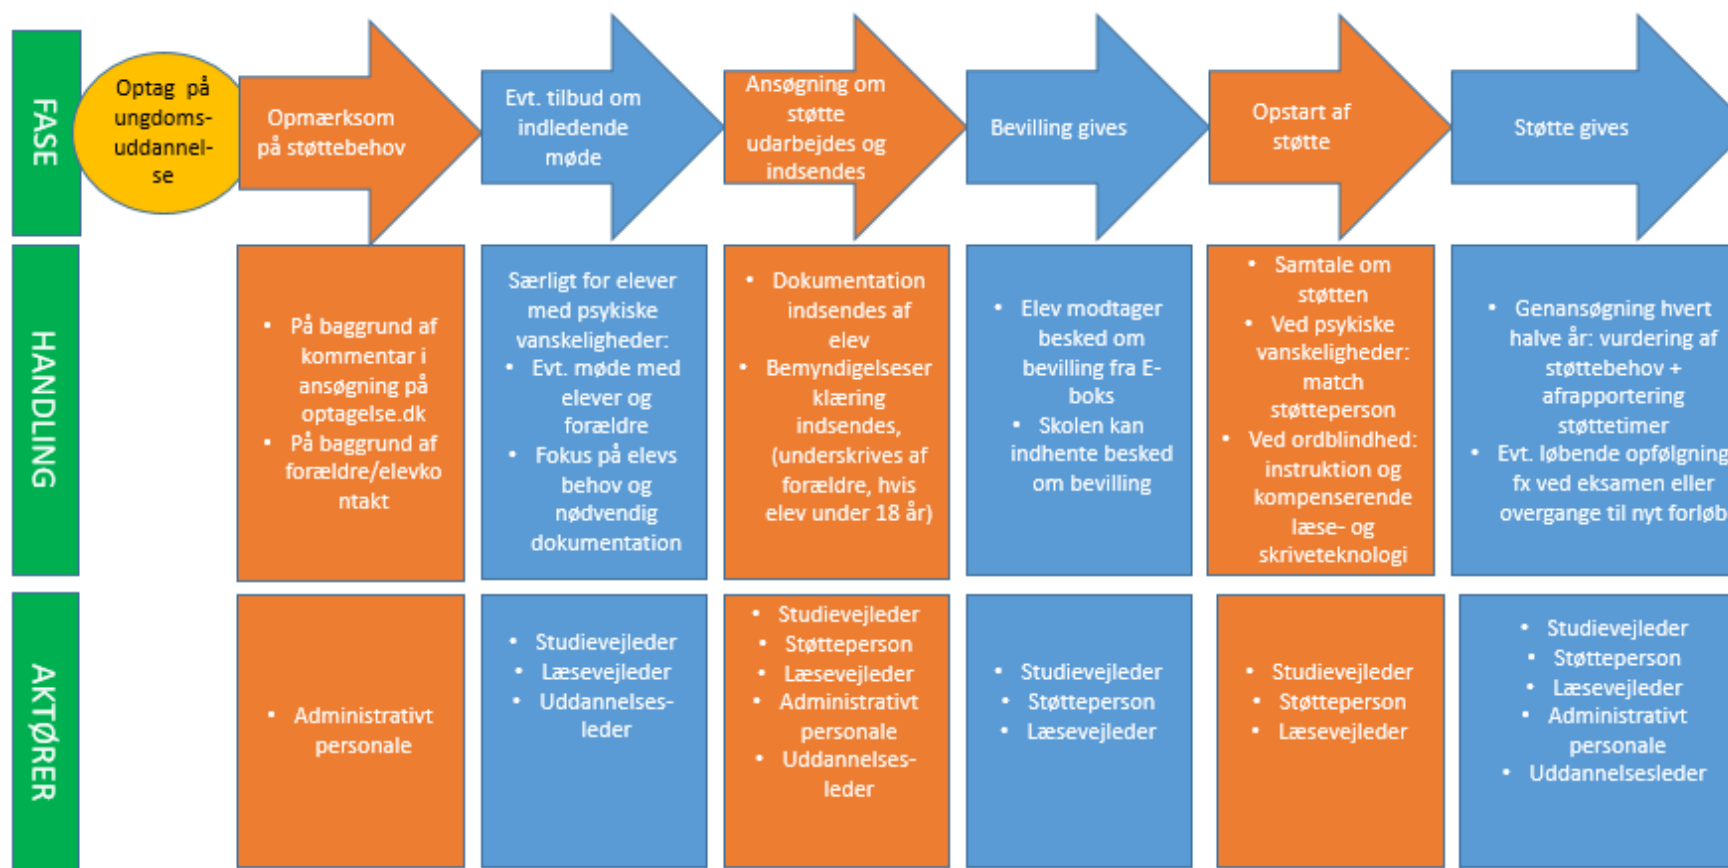 FASE
Optag på
ungdoms-
uddannel-
se
Opmærksom
på støttebehov
Evt. tilbud om
indledende
møde
Ansøgning om
støtte
udarbejdes og
indsendes
Bevilling gives
Opstart af
støtte
Støtte gives
HANDLING
• På baggrund af
kommentar i
ansøgning på
optagelse.dk
• På baggrund af
forældre/elevko
ntakt
Særligt for elever
med psykiske
vanskeligheder:
• Evt. møde med
elever og
forældre
• Fokus på elevs
behov og
nødvendig
dokumentation
• Dokumentation
indsendes af
elev
• Bemyndigelseser
klæring
indsendes,
(underskrives af
forældre, hvis
elev under 18 år)
• Elev modtager
besked om
bevilling fra E-
boks
• Skolen kan
indhente besked
om bevilling
• Samtale om
støtten
• Ved psykiske
vanskeligheder:
match
støtteperson
• Ved ordblindhed:
instruktion og
kompenserende
læse- og
skriveteknologi
• Genansøgning hvert
halve år: vurdering af
støttebehov +
afrapportering
støttetimer
• Evt. løbende opfølgning
fx ved eksamen eller
overgange til nyt forløb
AKTØRER
• Administrativt
personale
• Studievejleder
• Læsevejleder
• Uddannelses-
leder
• Studievejleder
• Støtteperson
• Læsevejleder
• Administrativt
personale
• Uddannelses-
leder
• Studievejleder
• Støtteperson
• Læsevejleder
• Studievejleder
• Støtteperson
• Læsevejleder
• Studievejleder
• Støtteperson
• Læsevejleder
• Administrativt
personale
• Uddannelsesleder